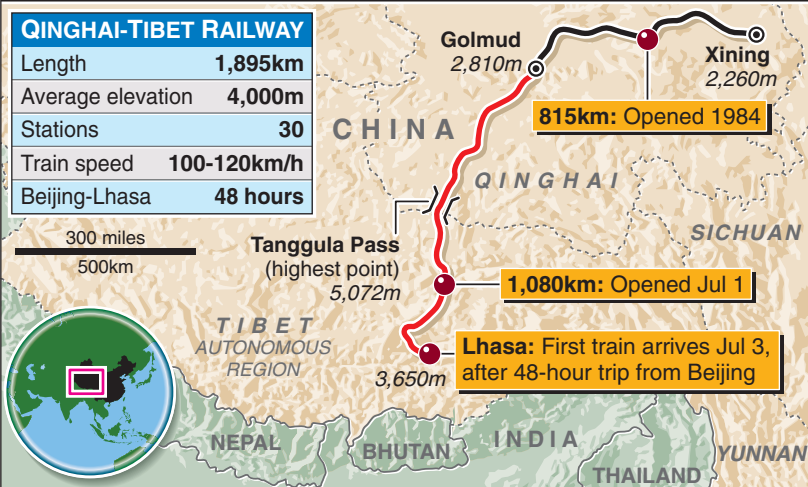 QINGHAI-TIBET RAILWAY
Length 1,895km
Average elevation 4,000m
Stations 30
Train speed 100-120km/h
Beijing-Lhasa 48 hours
300 miles
500km
Golmud
2,810m
Xining
2,260m
815km: Opened 1984
CHINA
QINGHAI
SICHUAN
Tanggula Pass
(highest point)
5,072m
1,080km: Opened Jul 1
TIBET
AUTONOMOUS
REGION
Lhasa: First train arrives Jul 3,
after 48-hour trip from Beijing
3,650m
NEPAL
BHUTAN
INDIA
THAILAND
YUNNAN